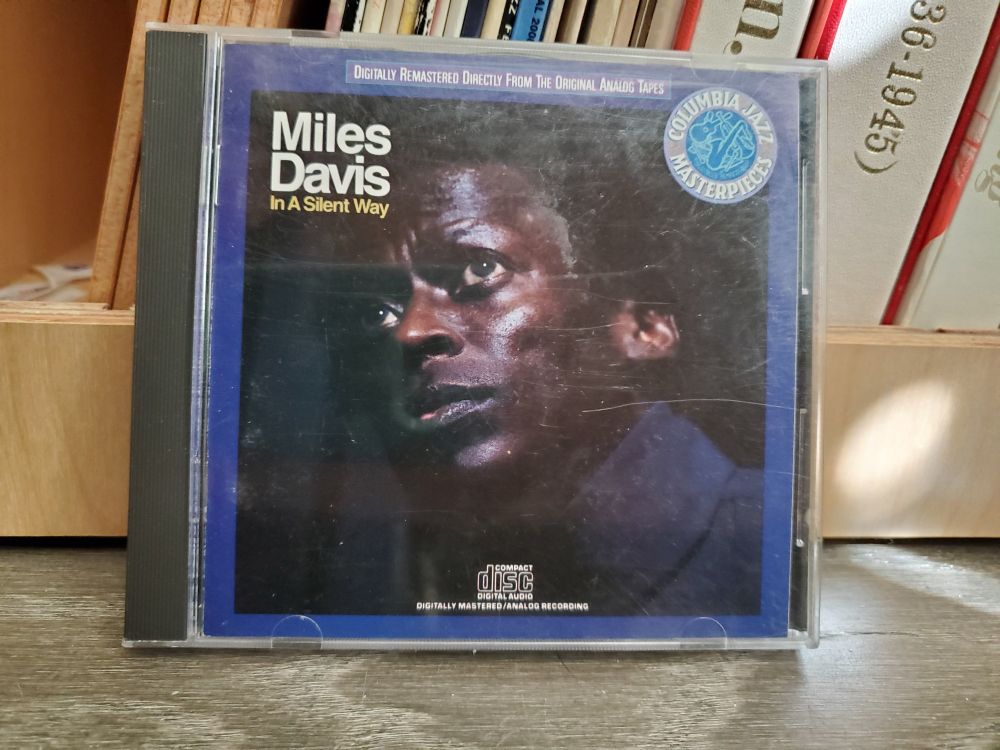 DIGITALLY REMASTERED DIRECTLY FROM THE ORIGINAL ANALOG TAPES
Miles
Davis
In A Silent Way
COLUMBIA JAZZ
MASTERPIECES
COMPACT
disc
DIGITAL AUDIO
DIGITALLY MASTERED/ANALOG RECORDING
36-1945)